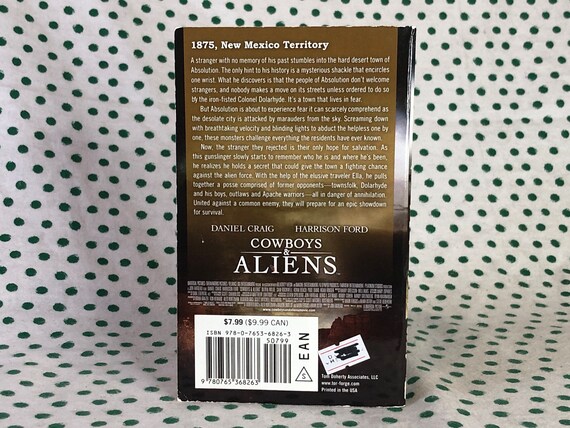 1875, New Mexico Territory
A stranger with no memory of his past stumbles into the hard desert town of
Absolution. The only hint to his history is a mysterious shackle that encircles
one wrist. What he discovers is that the people of Absolution don't welcome
strangers, and nobody makes a move on its streets unless ordered to do so
by the iron-fisted Colonel Dolarhyde. It's a town that lives in fear.
But Absolution is about to experience fear it can scarcely comprehend as
the desolate city is attacked by marauders from the sky. Screaming down
with breathtaking velocity and blinding lights to abduct the helpless one by
one, these monsters challenge everything the residents have ever known.
Now, the stranger they rejected is their only hope for salvation. As
this gunslinger slowly starts to remember who he is and where he's been,
he realizes he holds a secret that could give the town a fighting chance
against the alien force. With the help of the elusive traveler Ella, he pulls
together a posse comprised of former opponents—townsfolk, Dolarhyde
and his boys, outlaws and Apache warriors—all in danger of annihilation.
United against a common enemy, they will prepare for an epic showdown
for survival.
DANIEL CRAIG HARRISON FORD
COWBOYS
&
ALIENS
$7.99 ($9.99 CAN)
ISBN 978-0-7653-6826-3
50799
9 780765 368263
S
EAN
Tom Doherty Associates, LLC
www.tor-forge.com
Printed in the USA